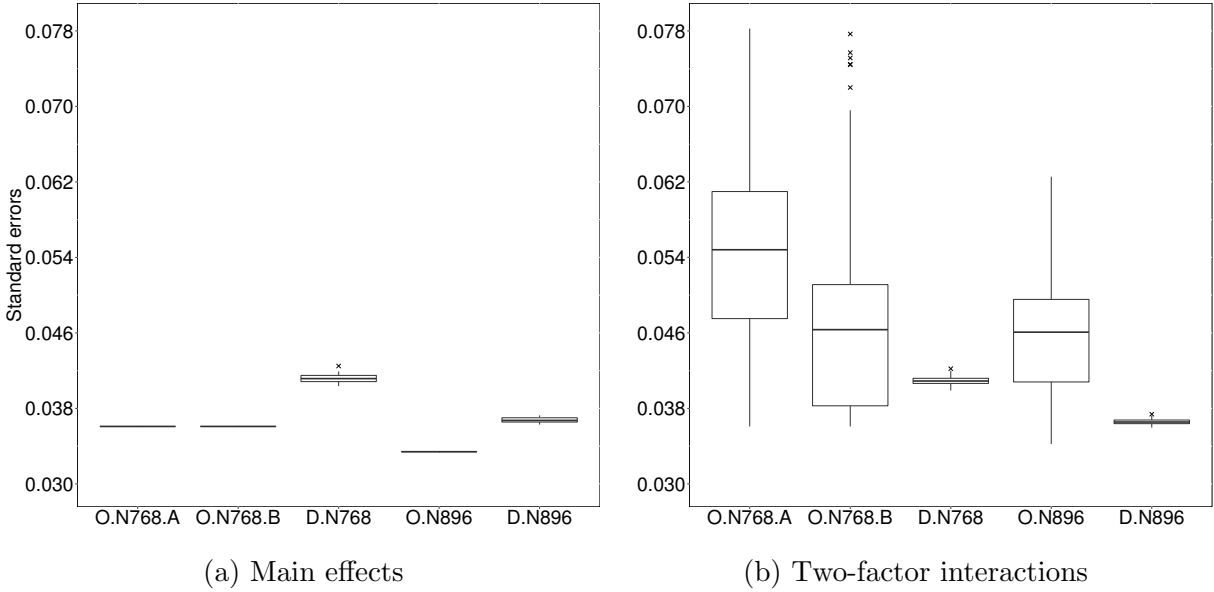 0.078
0.070
0.062
0.054
0.046
0.038
0.030
Standard errors
O.N768.A O.N768.B D.N768 O.N896 D.N896
(a) Main effects
0.078
0.070
0.062
0.054
0.046
0.038
0.030
O.N768.A O.N768.B D.N768 O.N896 D.N896
(b) Two-factor interactions